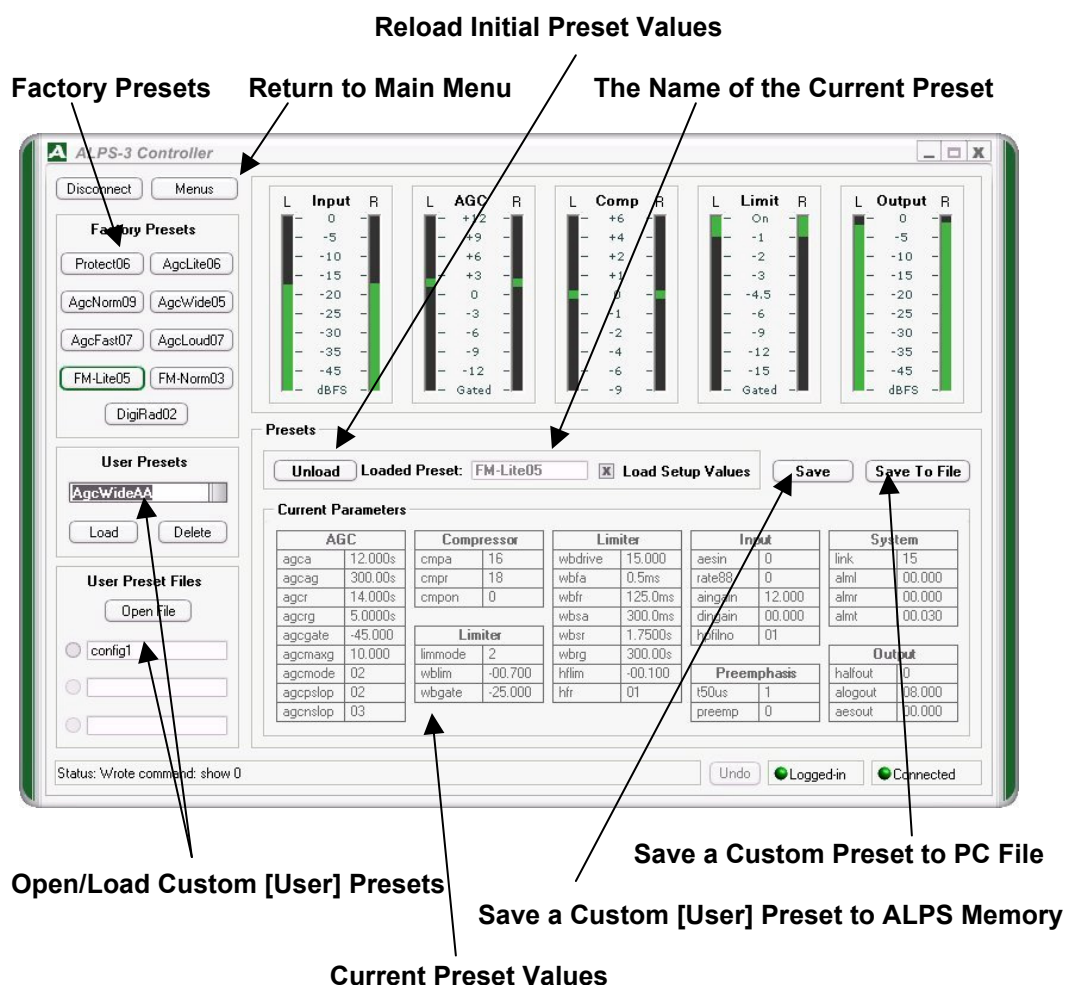 Reload Initial Preset Values
Factory Presets
Return to Main Menu
The Name of the Current Preset
A ALPS-3 Controller
Disconnect
Menus
Factory Presets
Protect06
AgcLite06
AgcNorm09
AgcWide05
AgcFast07
AgcLoud07
FM-Lite05
FM-Norm03
DigiRad02
User Presets
AgcWideAA
Load
Delete
User Preset Files
Open File
config1
L Input R
0
-5
-10
-15
-20
-25
-30
-35
-45
dBFS
L AGC R
+12
+9
+6
+3
0
-3
-6
-9
-12
Gated
L Comp R
+6
+4
+2
+1
0
-1
-2
-4
-6
-9
L Limit R
On
-1
-2
-3
-4.5
-6
-9
-12
-15
Gated
L Output R
0
-5
-10
-15
-20
-25
-30
-35
-45
dBFS
Presets
Unload
Loaded Preset: FM-Lite05
X Load Setup Values
Save
Save To File
Current Parameters
AGC
agca 12.000s
agcag 300.00s
agcr 14.000s
agcrg 5.0000s
agcgate -45.000
agcmaxg 10.000
agcmode 02
agcpslop 02
agcnslop 03
Compressor
cmpa 16
cmpr 18
cmpon 0
Limiter
limmode 2
wblim -00.700
wbgate -25.000
Limiter
wbdrive 15.000
wbfa 0.5ms
wbfr 125.0ms
wbsa 300.0ms
wbsr 1.7500s
wbrg 300.00s
hflim -00.100
hfr 01
Input
aesin 0
rate88 0
aingain 12.000
dingain 00.000
hpfilno 01
Preemphasis
t50us 1
preemp 0
System
link 15
alml 00.000
almr 00.000
almt 00.030
Output
halfout 0
alogout 08.000
aesout 00.000
Status: Wrote command: show 0
Undo
Logged-in
Connected
Open/Load Custom [User] Presets
Save a Custom Preset to PC File
Save a Custom [User] Preset to ALPS Memory
Current Preset Values